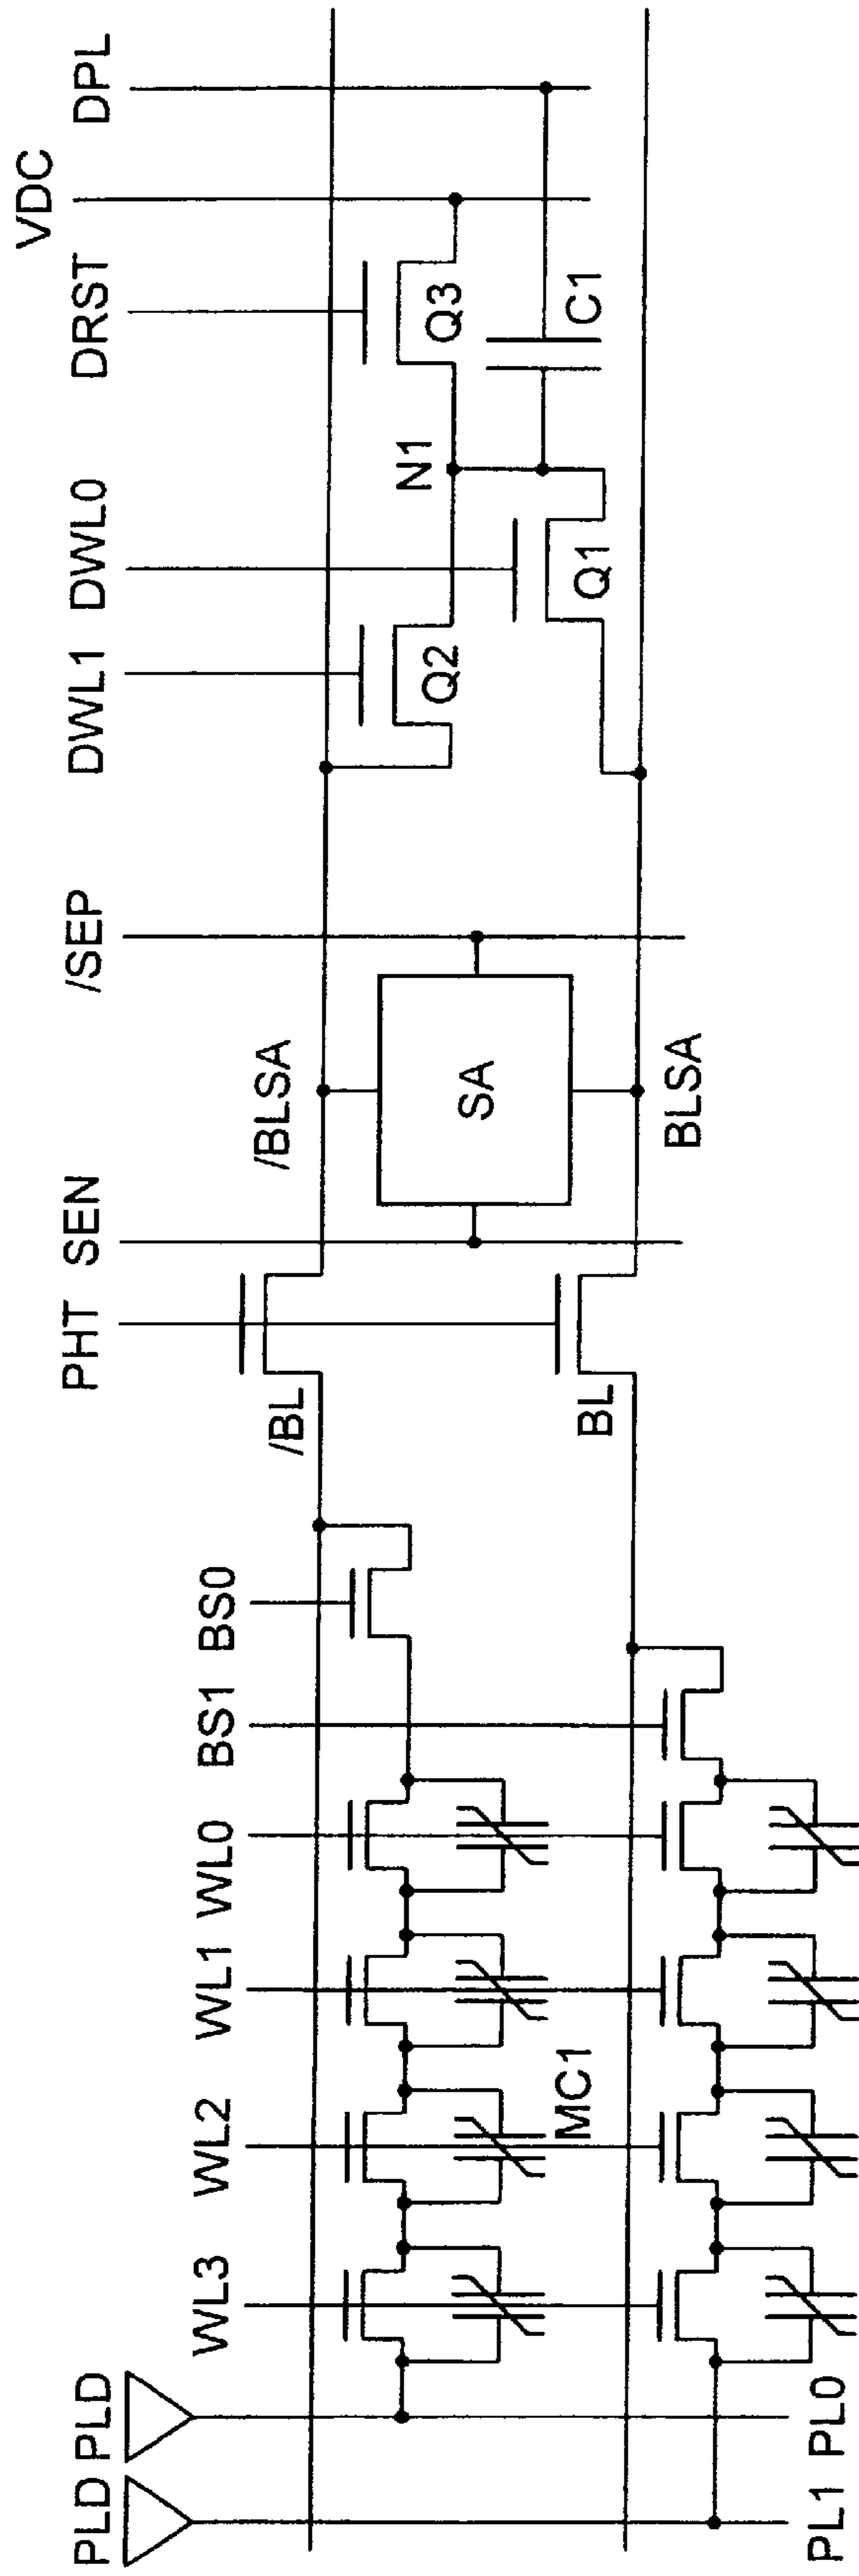 PLD
PLD
WL3
WL2
WL1
WL0
BS1
BS0
PHT
SEN
/SEP
DWL1
DWL0
DRST
VDC
DPL
/BL
/BLSA
N1
Q2
Q3
SA
Q1
C1
MC1
BL
BLSA
PL1
PL0